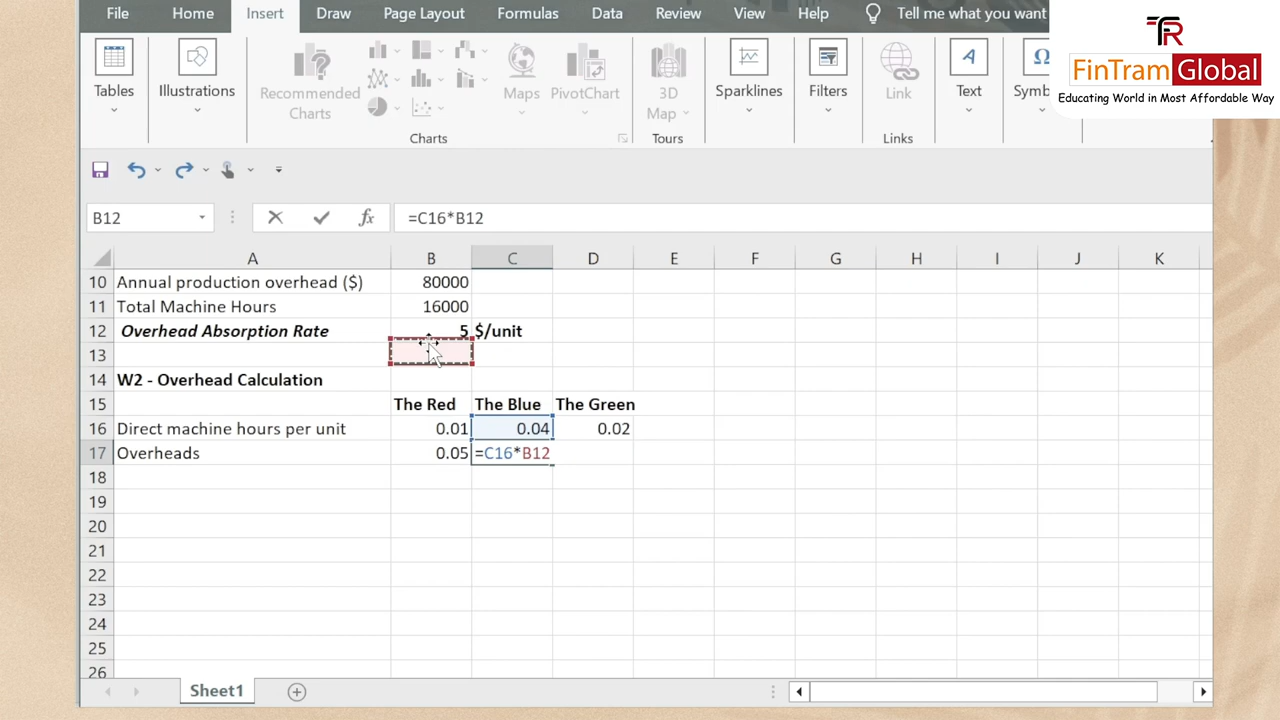 File Home Insert Draw Page Layout Formulas Data Review View Help Tell me what you want
TR
FinTram Global
Educating World in Most Affordable Way
Tables Illustrations Recommended Charts Maps PivotChart 3D Map Sparklines Filters Link Text Symb
Charts Tours Links
B12 fx =C16*B12
A B C D E F G H I J K
10 Annual production overhead ($) 80000
11 Total Machine Hours 16000
12 Overhead Absorption Rate 5 $/unit
13
14 W2 - Overhead Calculation
15 The Red The Blue The Green
16 Direct machine hours per unit 0.01 0.04 0.02
17 Overheads 0.05 =C16*B12
18
19
20
21
22
23
24
25
26
Sheet1